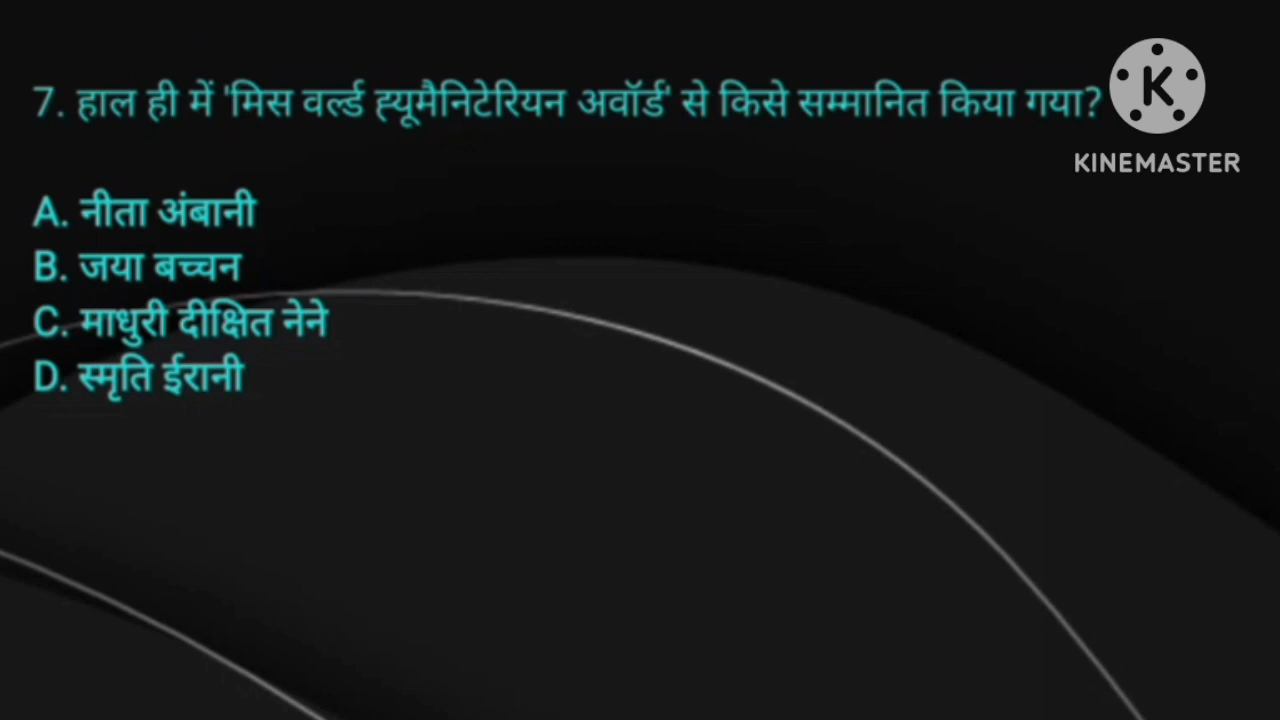 7. हाल ही में 'मिस वर्ल्ड ह्यूमैनिटेरियन अवॉर्ड' से किसे सम्मानित किया गया?
KINEMASTER
A. नीता अंबानी
B. जया बच्चन
C. माधुरी दीक्षित नेने
D. स्मृति ईरानी